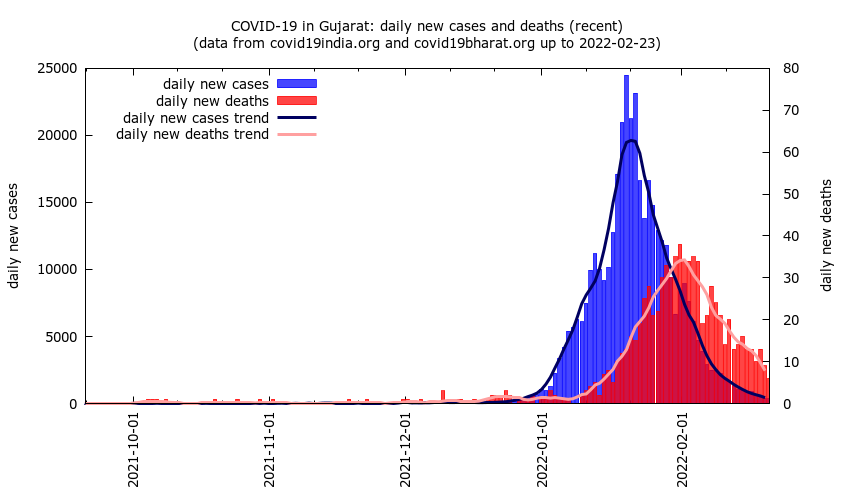 COVID-19 in Gujarat: daily new cases and deaths (recent)
(data from covid19india.org and covid19bharat.org up to 2022-02-23)
daily new cases
daily new deaths
daily new cases trend
daily new deaths trend
25000
20000
15000
10000
5000
0
daily new cases
80
70
60
50
40
30
20
10
0
daily new deaths
2021-10-01
2021-11-01
2021-12-01
2022-01-01
2022-02-01